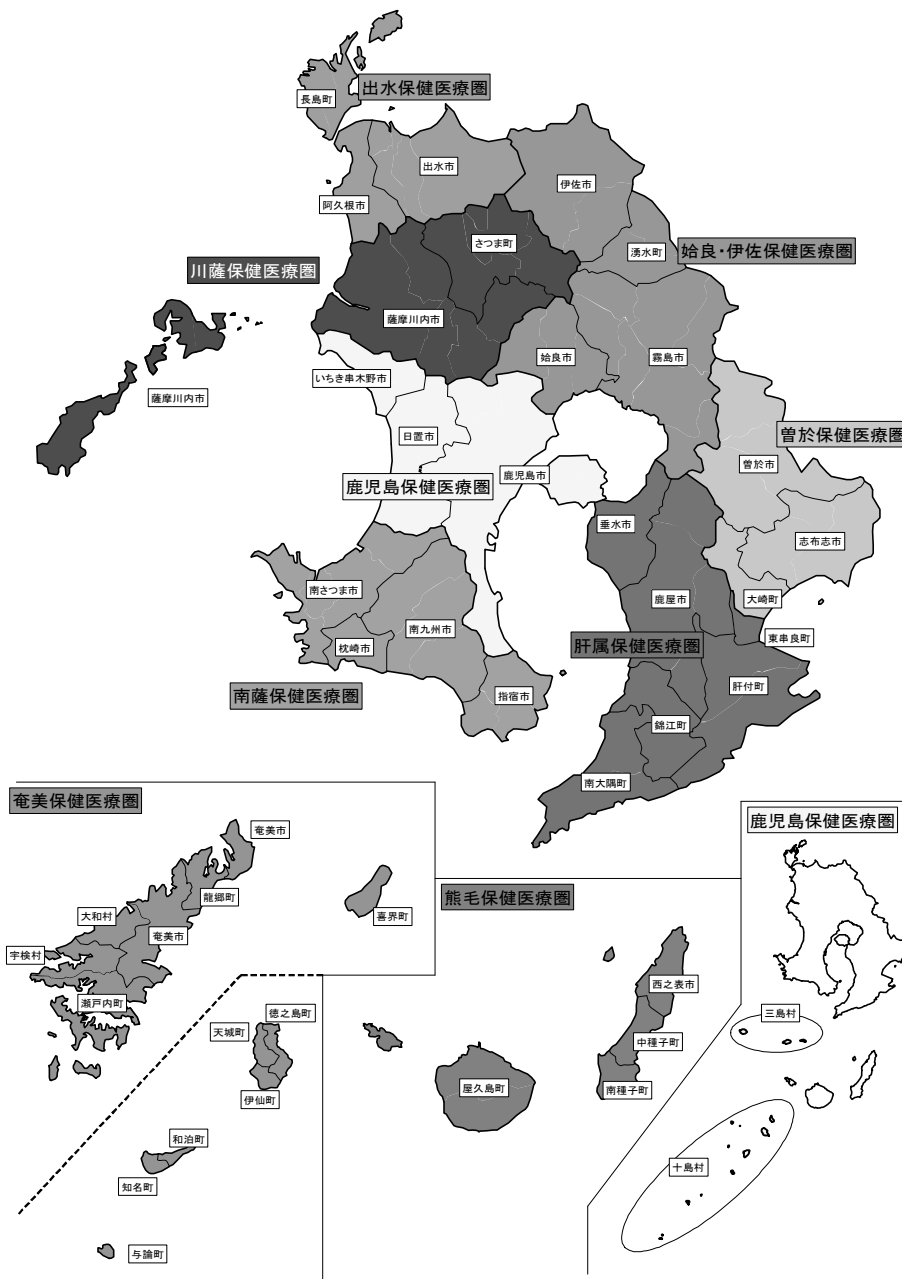 出水保健医療圏
長島町
出水市
伊佐市
阿久根市
さつま町
湧水町
姶良・伊佐保健医療圏
川薩保健医療圏
薩摩川内市
姶良市
霧島市
いちき串木野市
薩摩川内市
日置市
曽於保健医療圏
曽於市
鹿児島市
鹿児島保健医療圏
垂水市
志布志市
南さつま市
鹿屋市
大崎町
南九州市
東串良町
枕崎市
肝属保健医療圏
肝付町
南薩保健医療圏
指宿市
錦江町
南大隅町
奄美保健医療圏
鹿児島保健医療圏
奄美市
龍郷町
喜界町
熊毛保健医療圏
大和村
奄美市
宇検村
西之表市
瀬戸内町
徳之島町
三島村
天城町
中種子町
屋久島町
南種子町
伊仙町
和泊町
十島村
知名町
与論町